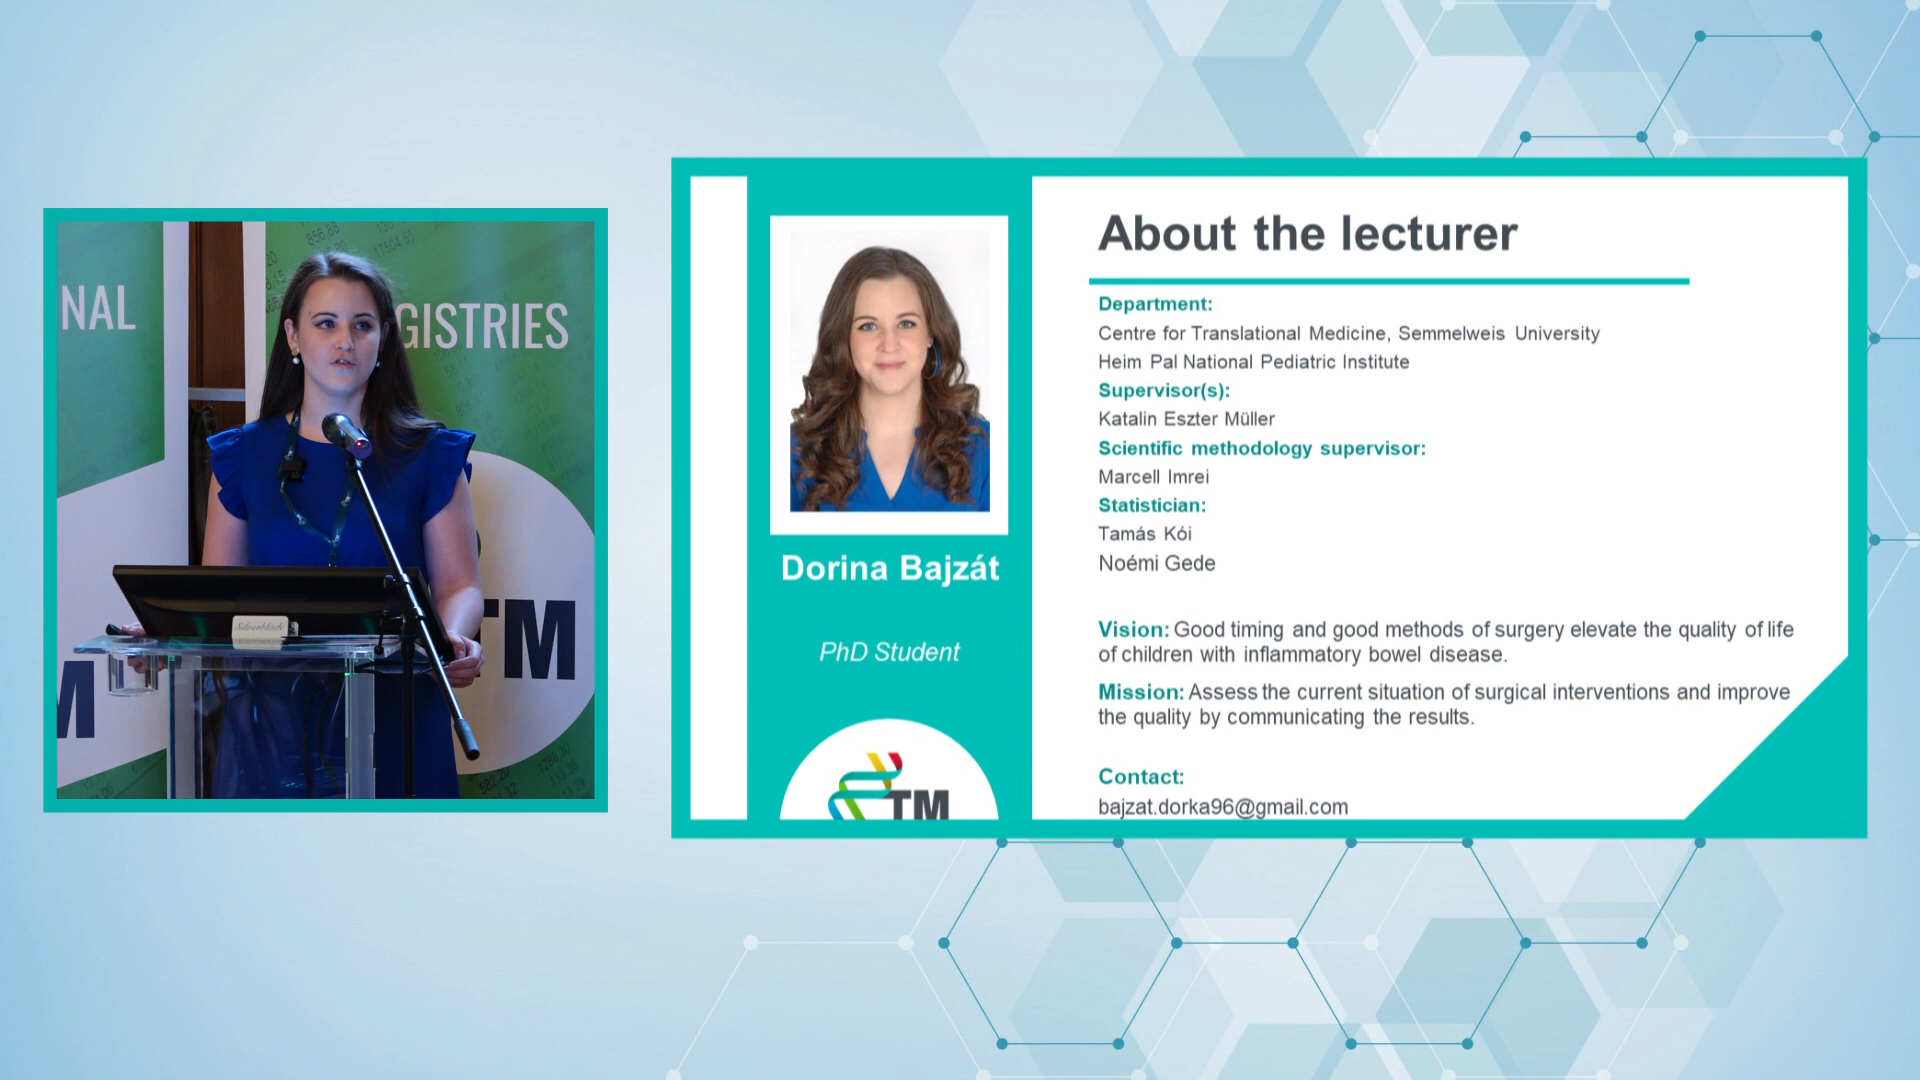 NAL
GISTRIES
TM
M
About the lecturer
Department:
Centre for Translational Medicine, Semmelweis University
Heim Pal National Pediatric Institute
Supervisor(s):
Katalin Eszter Müller
Scientific methodology supervisor:
Marcell Imrei
Statistician:
Tamás Kói
Noémi Gede
Vision: Good timing and good methods of surgery elevate the quality of life
of children with inflammatory bowel disease.
Mission: Assess the current situation of surgical interventions and improve
the quality by communicating the results.
Contact:
bajzat.dorka96@gmail.com
Dorina Bajzát
PhD Student
TM